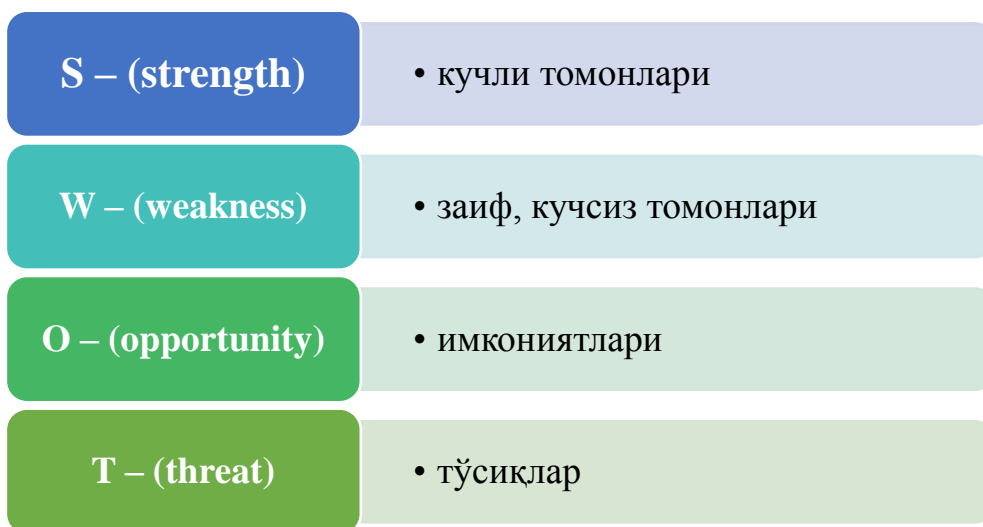 S – (strength)
• кучли томонлари
W – (weakness)
• заиф, кучсиз томонлари
O – (opportunity)
• имкониятлари
T – (threat)
• тўсиқлар